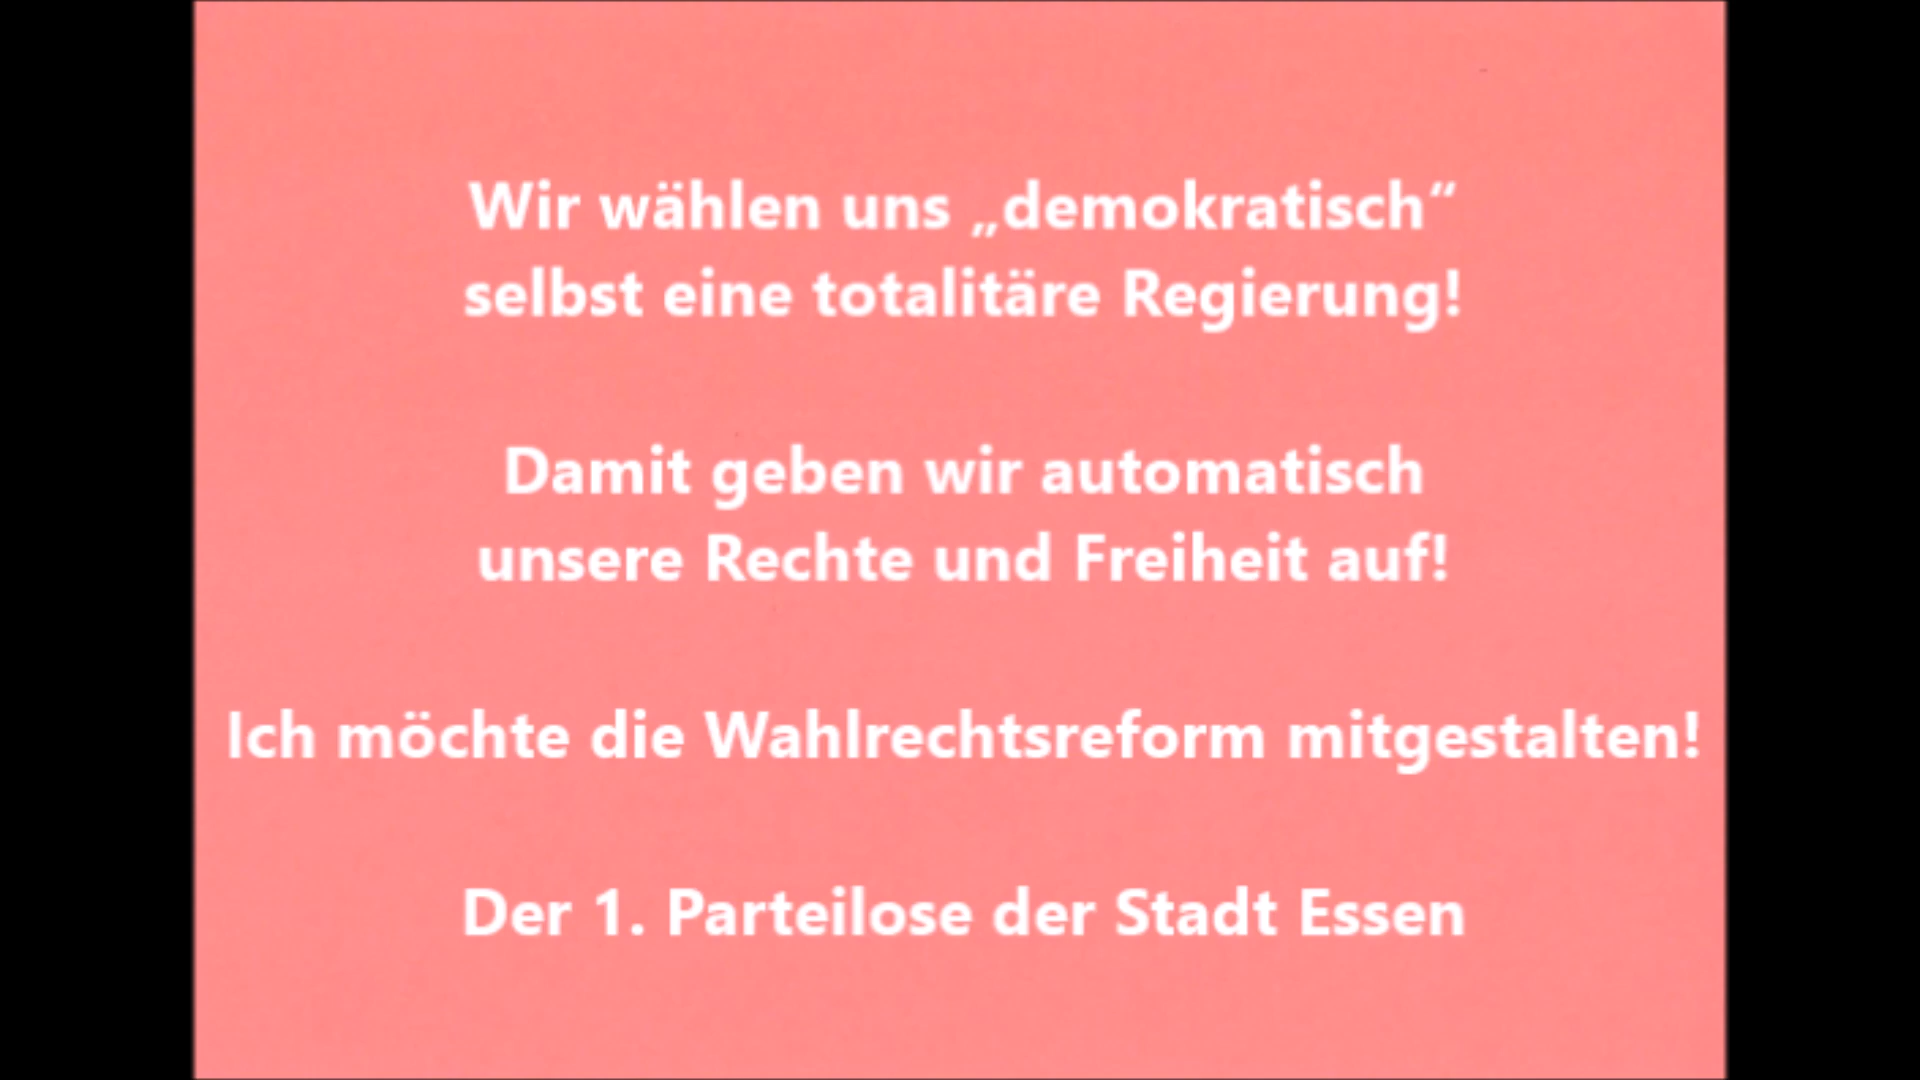 Wir wählen uns „demokratisch“
selbst eine totalitäre Regierung!
Damit geben wir automatisch
unsere Rechte und Freiheit auf!
Ich möchte die Wahlrechtsreform mitgestalten!
Der 1. Parteilose der Stadt Essen